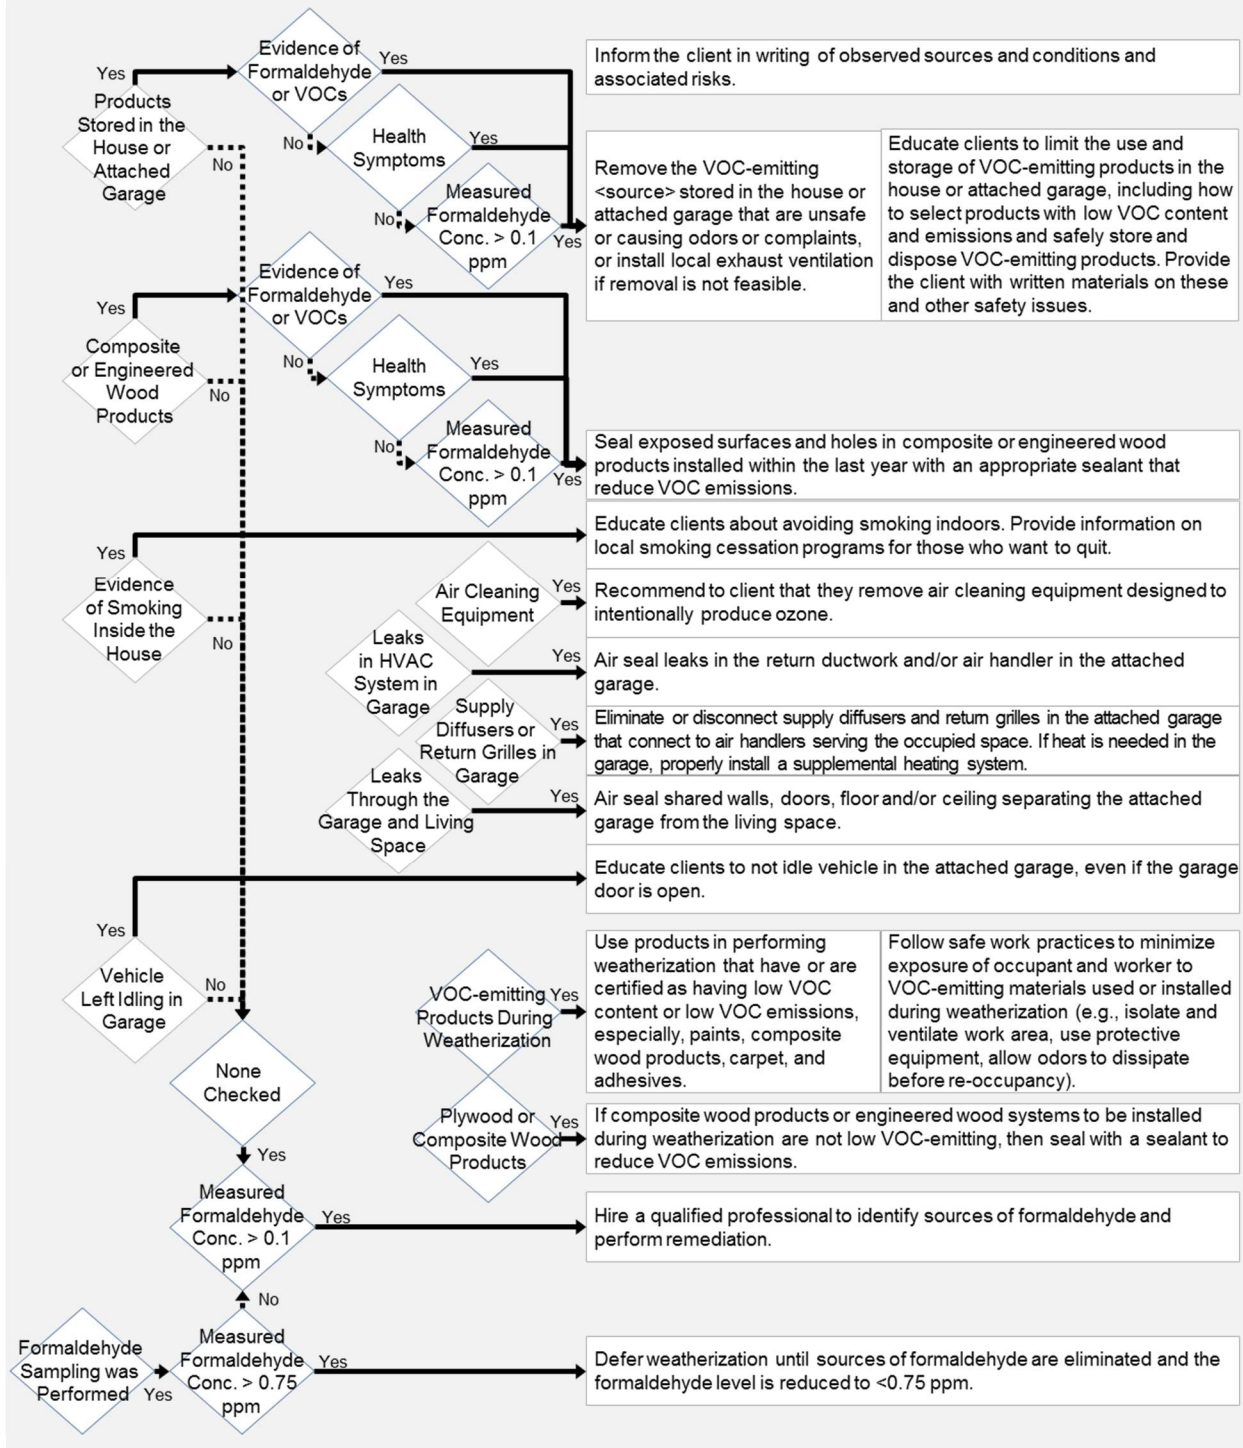 Evidence of
Formaldehyde
or VOCs
Yes
Inform the client in writing of observed sources and conditions and
associated risks.
Yes
Products
Stored in the
House or
Attached
Garage
No
No
Health
Symptoms
Yes
Remove the VOC-emitting
<source> stored in the house or
attached garage that are unsafe
or causing odors or complaints,
or install local exhaust ventilation
if removal is not feasible.
Educate clients to limit the use and
storage of VOC-emitting products in the
house or attached garage, including how
to select products with low VOC content
and emissions and safely store and
dispose VOC-emitting products. Provide
the client with written materials on these
and other safety issues.
No
Measured
Formaldehyde
Conc. > 0.1
ppm
Yes
Evidence of
Formaldehyde
or VOCs
Yes
Yes
Composite
or Engineered
Wood
Products
No
No
Health
Symptoms
Yes
No
Measured
Formaldehyde
Conc. > 0.1
ppm
Yes
Seal exposed surfaces and holes in composite or engineered wood
products installed within the last year with an appropriate sealant that
reduce VOC emissions.
Yes
Evidence
of Smoking
Inside the
House
No
Educate clients about avoiding smoking indoors. Provide information on
local smoking cessation programs for those who want to quit.
Air Cleaning
Equipment
Yes
Recommend to client that they remove air cleaning equipment designed to
intentionally produce ozone.
Leaks
in HVAC
System in
Garage
Yes
Air seal leaks in the return ductwork and/or air handler in the attached
garage.
Supply
Diffusers or
Return Grilles in
Garage
Yes
Eliminate or disconnect supply diffusers and return grilles in the attached garage
that connect to air handlers serving the occupied space. If heat is needed in the
garage, properly install a supplemental heating system.
Leaks
Through the
Garage and Living
Space
Yes
Air seal shared walls, doors, floor and/or ceiling separating the attached
garage from the living space.
Educate clients to not idle vehicle in the attached garage, even if the garage
door is open.
Yes
Vehicle
Left Idling in
Garage
No
VOC-emitting
Products During
Weatherization
Yes
Use products in performing
weatherization that have or are
certified as having low VOC
content or low VOC emissions,
especially, paints, composite
wood products, carpet, and
adhesives.
Follow safe work practices to minimize
exposure of occupant and worker to
VOC-emitting materials used or installed
during weatherization (e.g., isolate and
ventilate work area, use protective
equipment, allow odors to dissipate
before re-occupancy).
None
Checked
Yes
Plywood or
Composite Wood
Products
Yes
If composite wood products or engineered wood systems to be installed
during weatherization are not low VOC-emitting, then seal with a sealant to
reduce VOC emissions.
Measured
Formaldehyde
Conc. > 0.1
ppm
Yes
Hire a qualified professional to identify sources of formaldehyde and
perform remediation.
No
Formaldehyde
Sampling was
Performed
Yes
Measured
Formaldehyde
Conc. > 0.75
ppm
Yes
Defer weatherization until sources of formaldehyde are eliminated and the
formaldehyde level is reduced to <0.75 ppm.